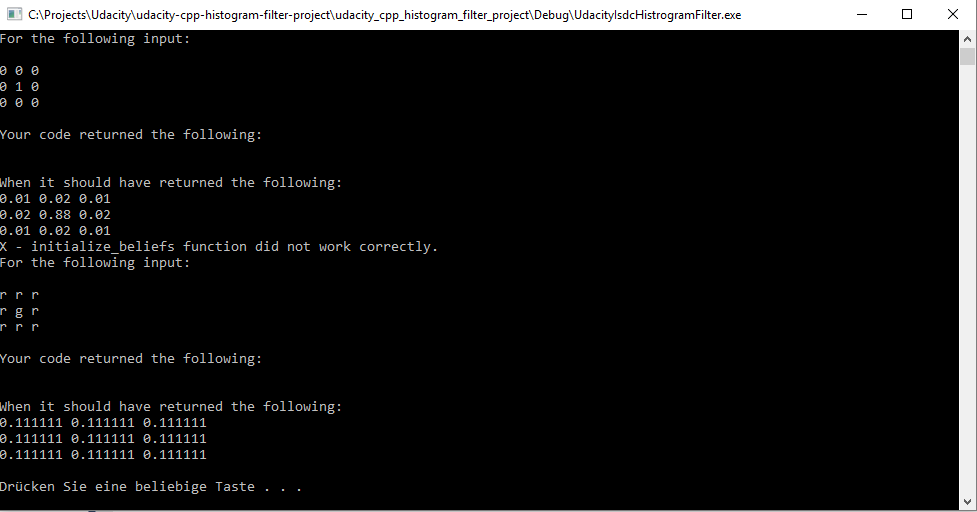 C:\Projects\Udacity\udacity-cpp-histogram-filter-project\udacity_cpp_histogram_filter_project\Debug\UdacitylsdcHistrogramFilter.exe
For the following input:
0 0 0
0 1 0
0 0 0
Your code returned the following:
When it should have returned the following:
0.01 0.02 0.01
0.02 0.88 0.02
0.01 0.02 0.01
X - initialize_beliefs function did not work correctly.
For the following input:
r r r
r g r
r r r
Your code returned the following:
When it should have returned the following:
0.111111 0.111111 0.111111
0.111111 0.111111 0.111111
0.111111 0.111111 0.111111
Drücken Sie eine beliebige Taste . . .